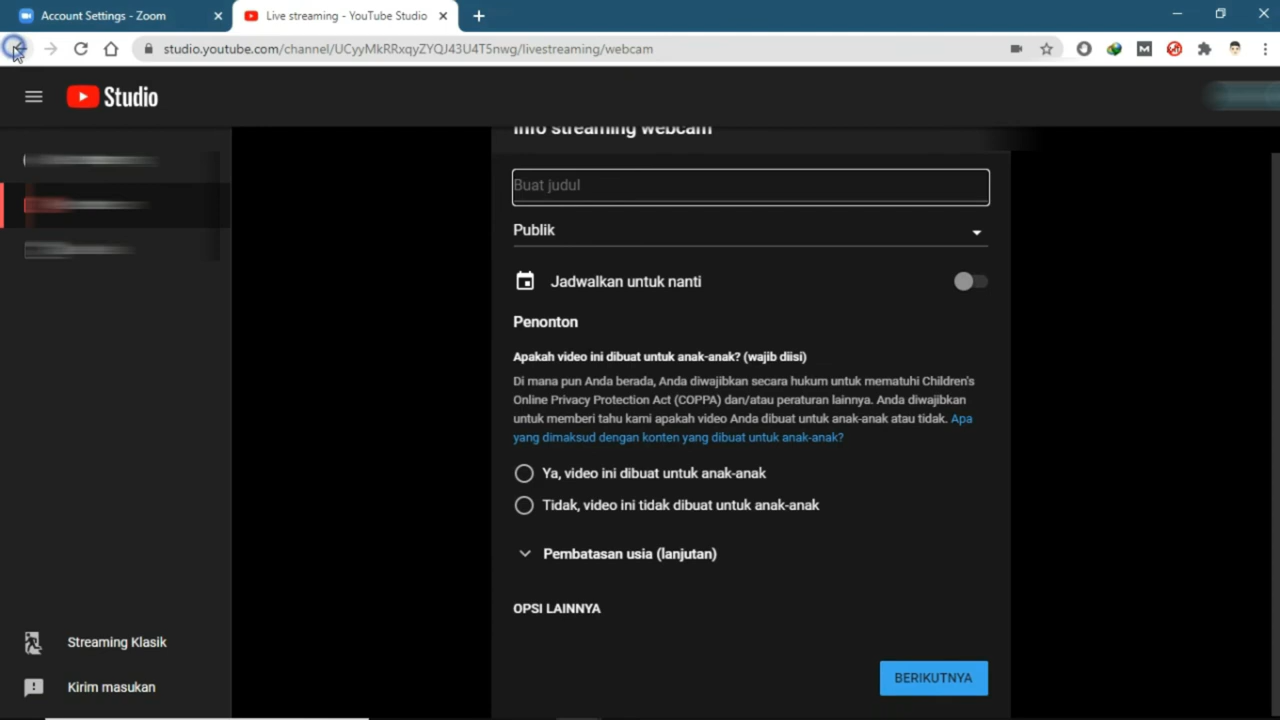 Account Settings - Zoom
Live streaming - YouTube Studio
studio.youtube.com/channel/UCyyMkRRxqyZYQJ43U4T5nwg/livestreaming/webcam
Studio
Info streaming webcam
Buat judul
Publik
Jadwalkan untuk nanti
Penonton
Apakah video ini dibuat untuk anak-anak? (wajib diisi)
Di mana pun Anda berada, Anda diwajibkan secara hukum untuk mematuhi Children's
Online Privacy Protection Act (COPPA) dan/atau peraturan lainnya. Anda diwajibkan
untuk memberi tahu kami apakah video Anda dibuat untuk anak-anak atau tidak. Apa
yang dimaksud dengan konten yang dibuat untuk anak-anak?
Ya, video ini dibuat untuk anak-anak
Tidak, video ini tidak dibuat untuk anak-anak
Pembatasan usia (lanjutan)
OPSI LAINNYA
Streaming Klasik
Kirim masukan
BERIKUTNYA